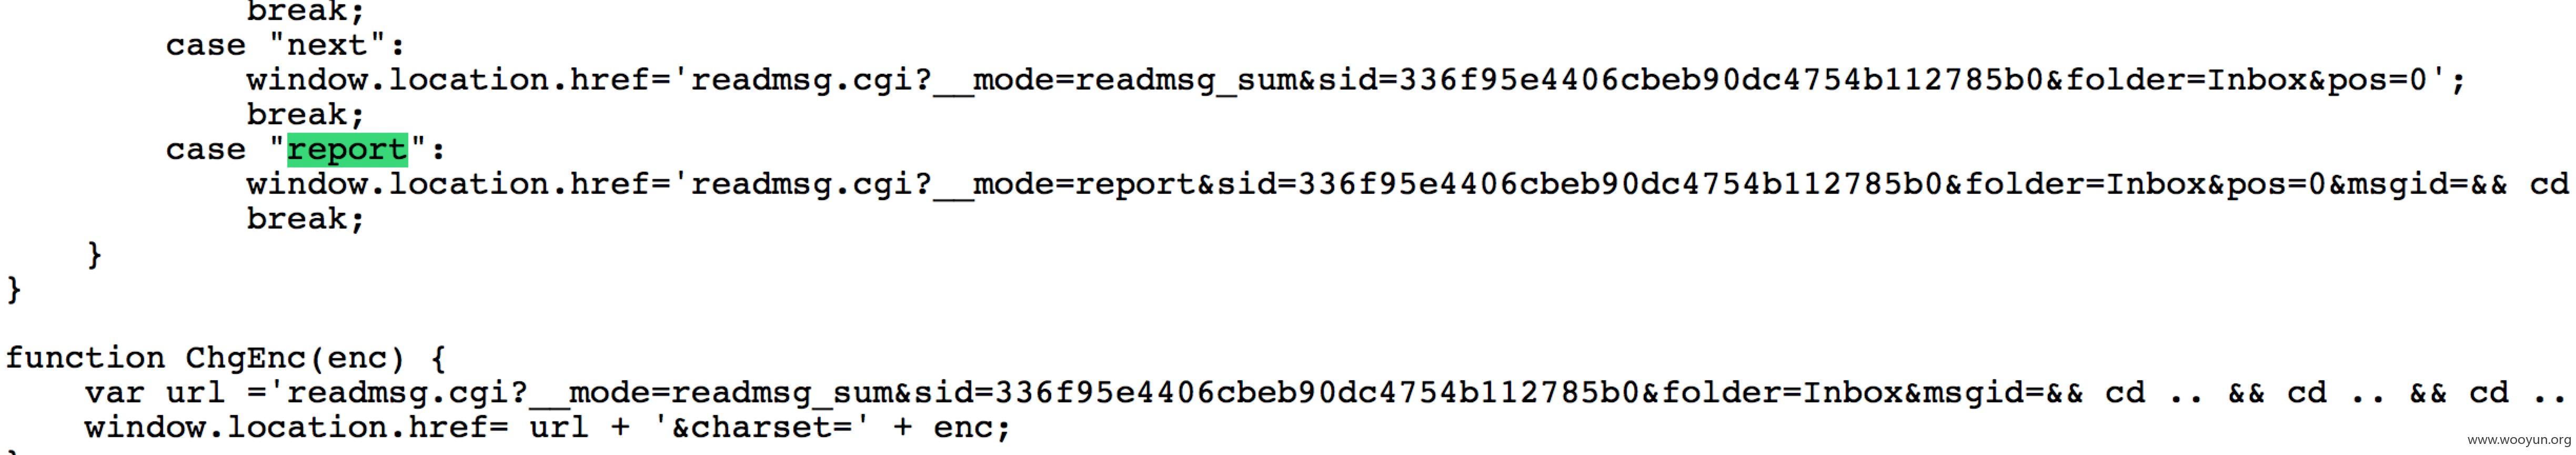 break;
case "next":
window.location.href='readmsg.cgi?__mode=readmsg_sum&sid=336f95e4406cbeb90dc4754b112785b0&folder=Inbox&pos=0';
break;
case "report":
window.location.href='readmsg.cgi?__mode=report&sid=336f95e4406cbeb90dc4754b112785b0&folder=Inbox&pos=0&msgid=&& cd
break;
}
}
function ChgEnc(enc) {
var url ='readmsg.cgi?__mode=readmsg_sum&sid=336f95e4406cbeb90dc4754b112785b0&folder=Inbox&msgid=&& cd .. && cd .. && cd ..
window.location.href= url + '&charset=' + enc;
www.wooyun.org